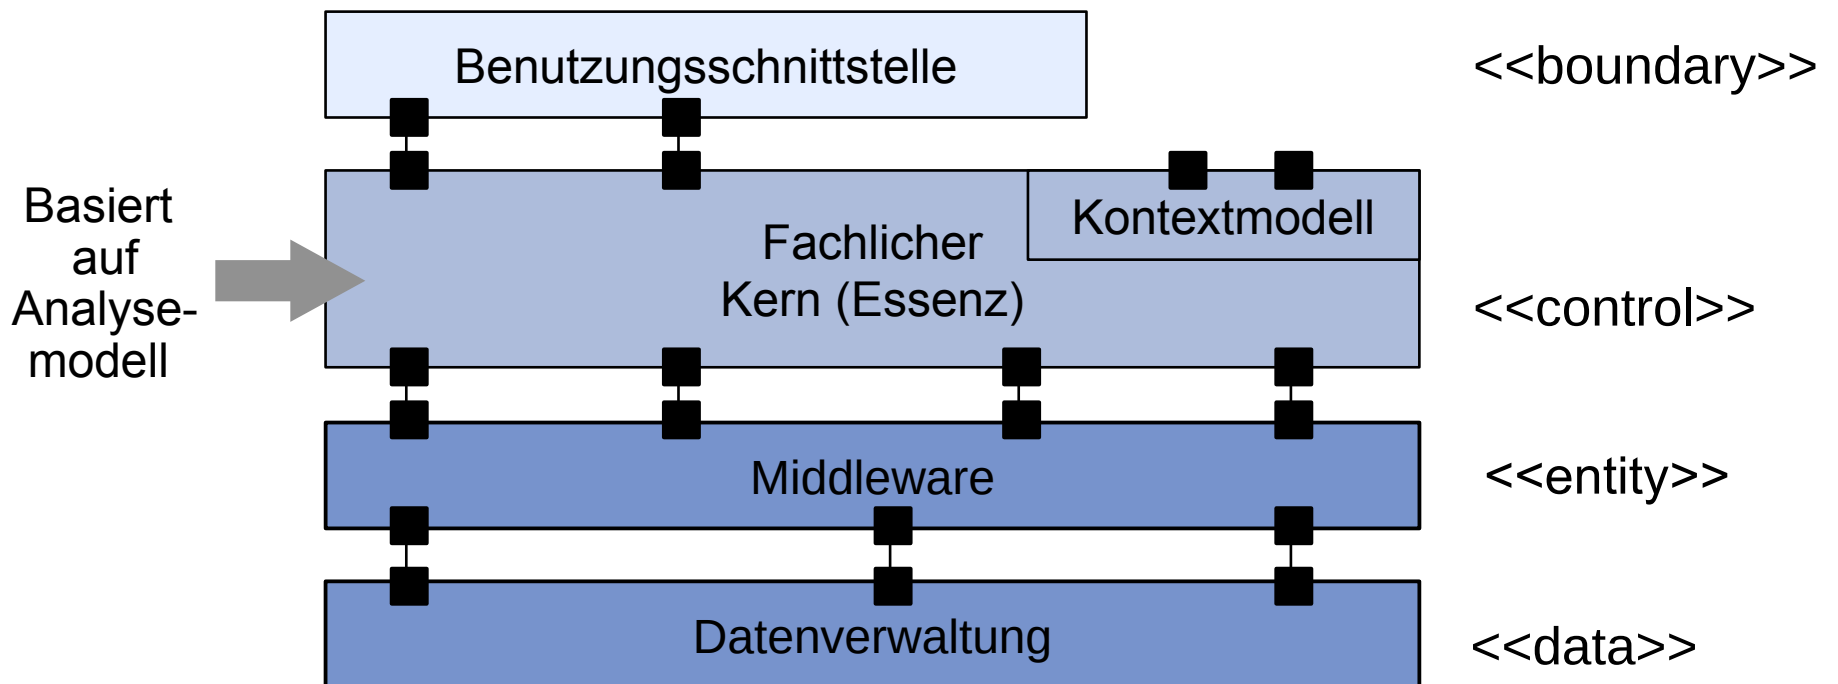 Benutzungsschnittstelle
<<boundary>>
Basiert
auf
Analyse-
modell
Kontextmodell
Fachlicher
Kern (Essenz)
<<control>>
Middleware
<<entity>>
Datenverwaltung
<<data>>